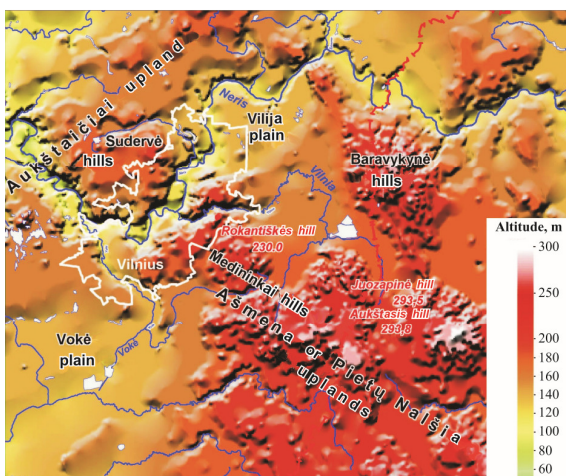 Aukštaičiai upland
Neris
Vilija
plain
Sudervė
hills
Vilnia
Baravykynė
hills
Rokantiškės hill
230.0
Altitude, m
300
250
200
180
160
140
120
100
80
60
Vilnius
Medininkai hills
Juozapinė hill
293,5
Aukštasis hill
293,8
Ašmena or Pietų Nalšia
uplands
Vokė
plain
Vokė